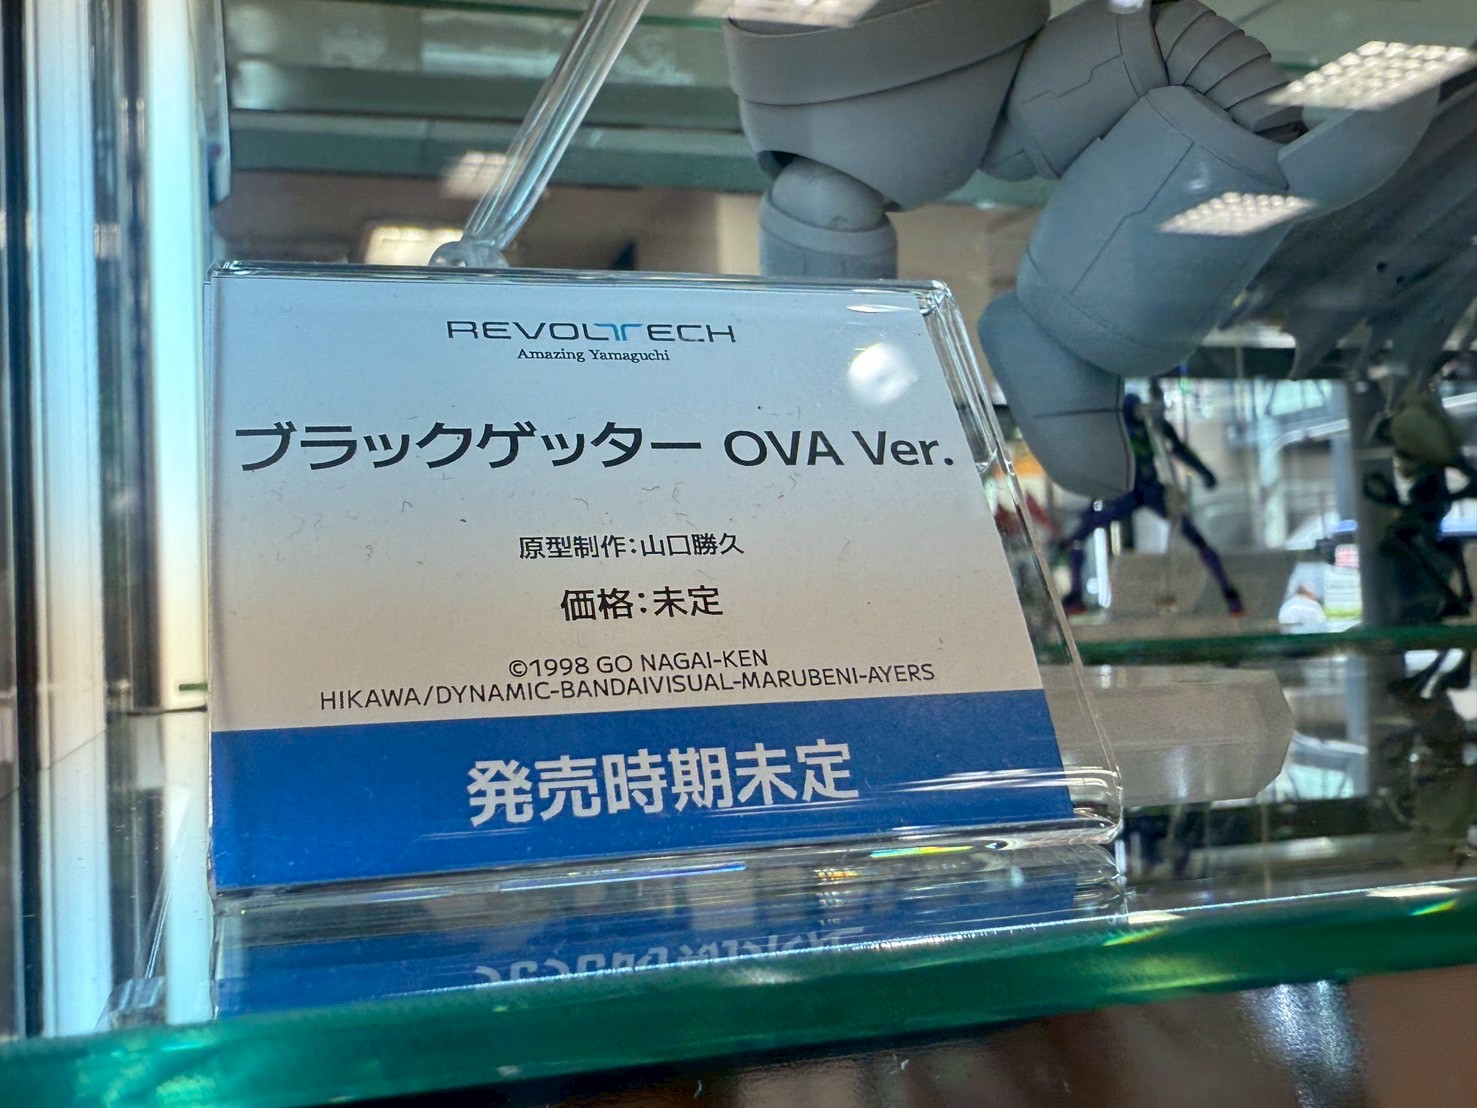 REVOLTECH
Amazing Yamaguchi
ブラックゲッター OVA Ver.
原型制作:山口勝久
価格:未定
©1998 GO NAGAI-KEN
HIKAWA/DYNAMIC-BANDAIVISUAL-MARUBENI-AYERS
発売時期未定